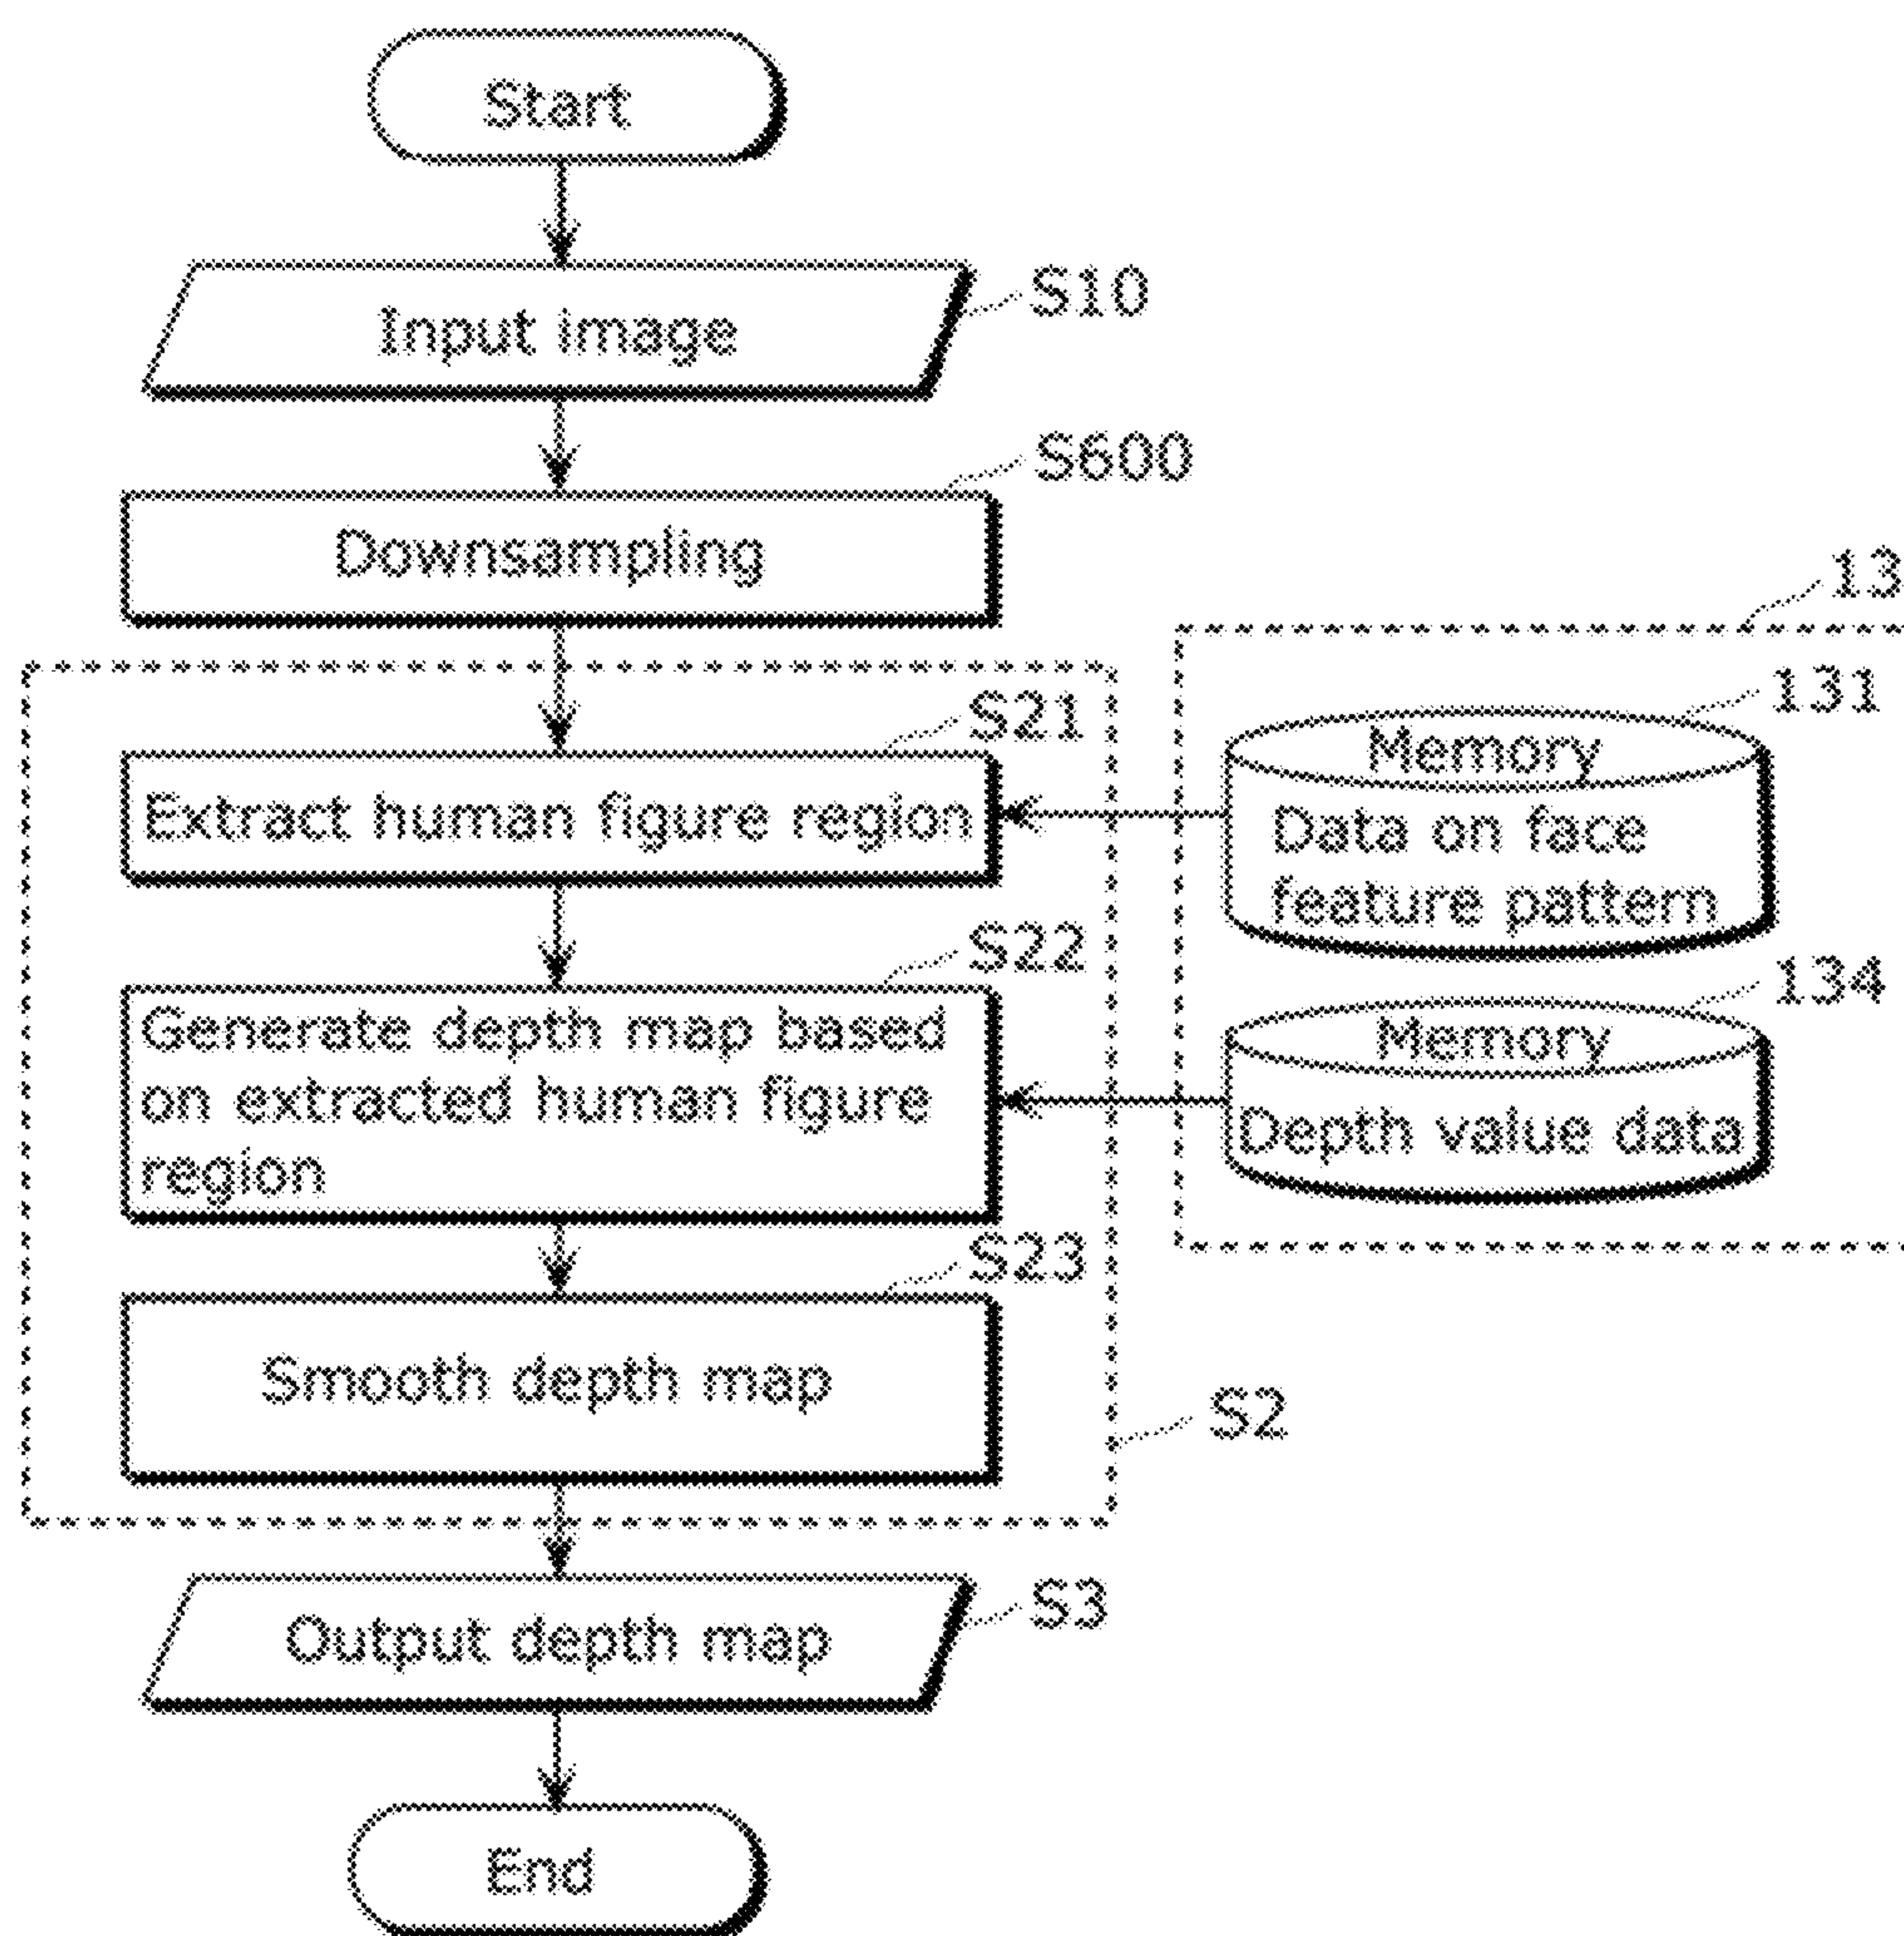 Start
Input image
S10
S600
Downsampling
13
131
S21
Extract human figure region
Memory
Data on face
feature pattern
S22
Generate depth map based
on extracted human figure
region
134
Memory
Depth value data
S23
Smooth depth map
S2
Output depth map
S3
End